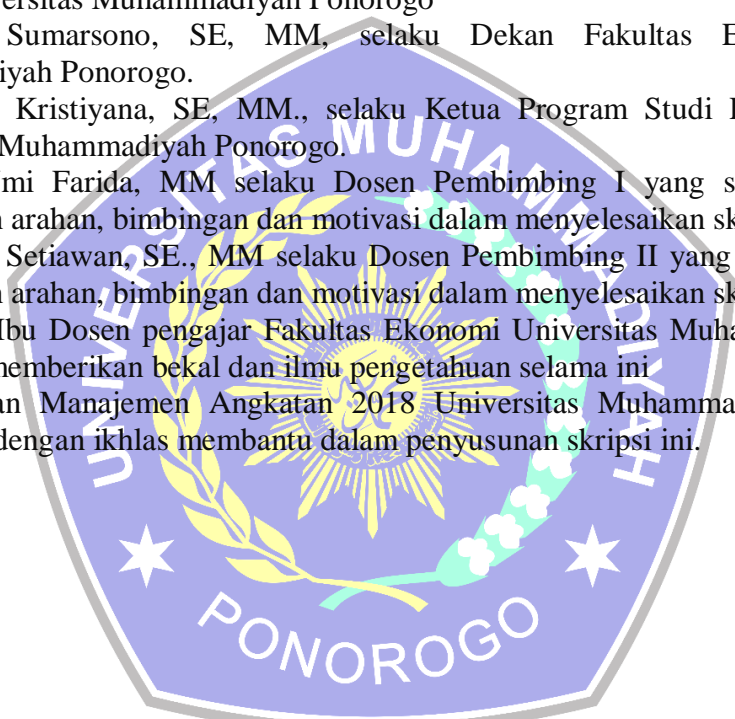 ersitas Muhammadiyah Ponorogo
Sumarsono, SE, MM, selaku Dekan Fakultas E
iyah Ponorogo.
Kristiyana, SE, MM., selaku Ketua Program Studi
Muhammadiyah Ponorogo.
mi Farida, MM selaku Dosen Pembimbing I yang s
n arahan, bimbingan dan motivasi dalam menyelesaikan sk
Setiawan, SE., MM selaku Dosen Pembimbing II yang
n arahan, bimbingan dan motivasi dalam menyelesaikan sk
Ibu Dosen pengajar Fakultas Ekonomi Universitas Muha
memberikan bekal dan ilmu pengetahuan selama ini
an Manajemen Angkatan 2018 Universitas Muhamma
dengan ikhlas membantu dalam penyusunan skripsi ini.
UNIVERSITAS MUHAMMADIYAH
PONOROGO